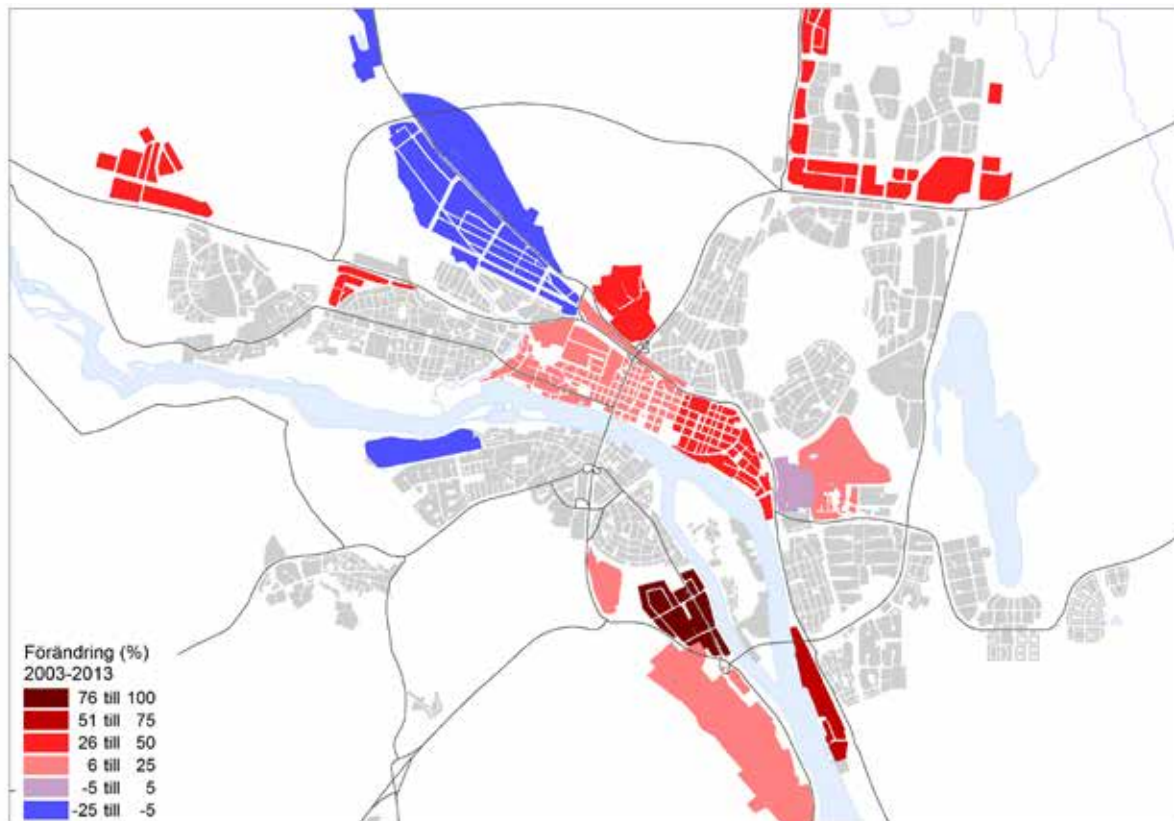 Förändring (%)
2003-2013
76 till 100
51 till 75
26 till 50
6 till 25
-5 till 5
-25 till -5